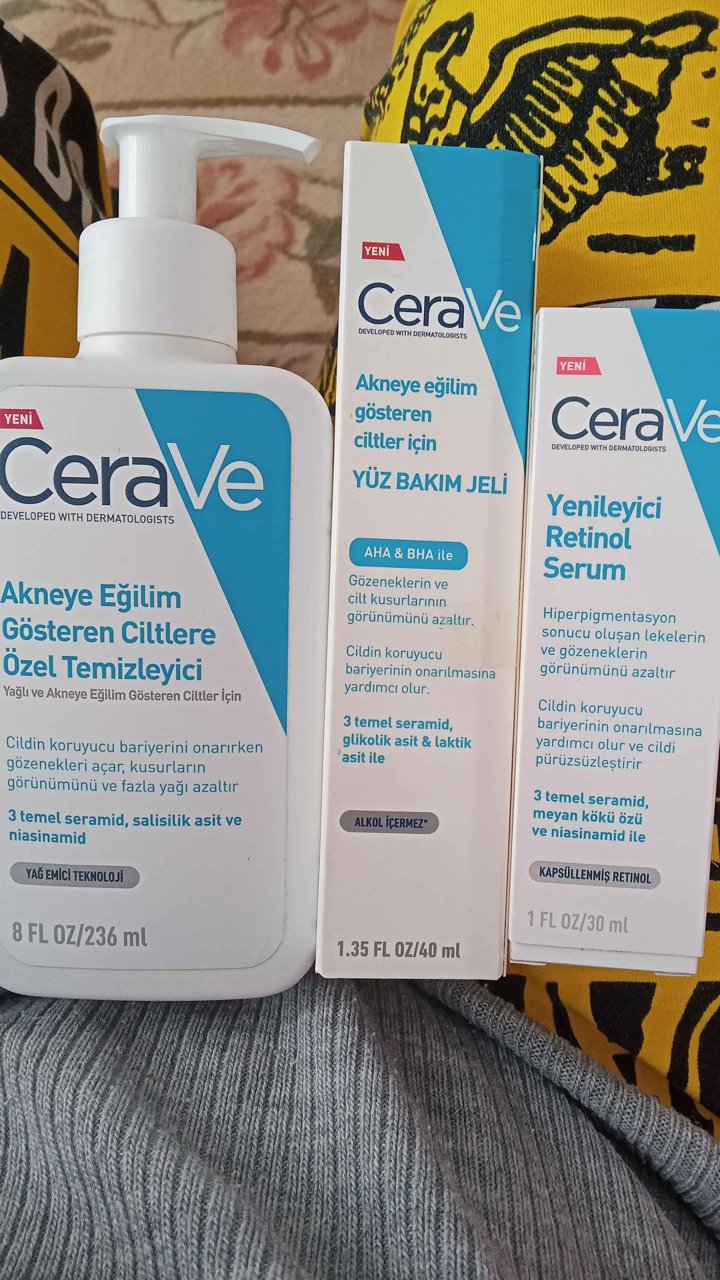 YENİ
CeraVe
DEVELOPED WITH DERMATOLOGISTS
Akneye Eğilim
Gösteren Ciltlere
Özel Temizleyici
Yağlı ve Akneye Eğilim Gösteren Ciltler İçin
Cildin koruyucu bariyerini onarırken
gözenekleri açar, kusurların
görünümünü ve fazla yağı azaltır
3 temel seramid, salisilik asit ve
niasinamid
YAĞ EMİCİ TEKNOLOJİ
8 FL OZ/236 ml
YENİ
CeraVe
DEVELOPED WITH DERMATOLOGISTS
Akneye eğilim
gösteren
ciltler için
YÜZ BAKIM JELİ
AHA & BHA ile
Gözeneklerin ve
cilt kusurlarının
görünümünü azaltır.
Cildin koruyucu
bariyerinin onarılmasına
yardımcı olur.
3 temel seramid,
glikolik asit & laktik
asit ile
ALKOL İÇERMEZ*
1.35 FL OZ/40 ml
YENİ
CeraVe
DEVELOPED WITH DERMATOLOGISTS
Yenileyici
Retinol
Serum
Hiperpigmentasyon
sonucu oluşan lekelerin
ve gözeneklerin
görünümünü azaltır
Cildin koruyucu
bariyerinin onarılmasına
yardımcı olur ve cildi
pürüzsüzleştirir
3 temel seramid,
meyan kökü özü
ve niasinamid ile
KAPSÜLLENMİŞ RETINOL
1 FL OZ/30 ml